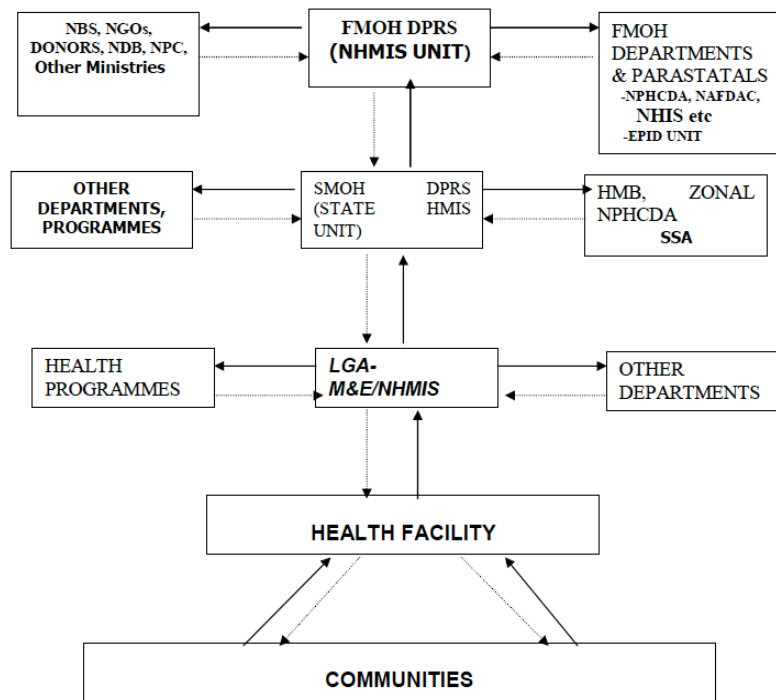 NBS, NGOs,
DONORS, NDB, NPC,
Other Ministries
FMOH DPRS
(NHMIS UNIT)
FMOH
DEPARTMENTS
& PARASTATALS
-NPHCDA, NAFDAC,
NHIS etc
-EPID UNIT
OTHER
DEPARTMENTS,
PROGRAMMES
SMOH DPRS
(STATE HMIS
UNIT)
HMB, ZONAL
NPHCDA
SSA
HEALTH
PROGRAMMES
LGA-
M&E/NHMIS
OTHER
DEPARTMENTS
HEALTH FACILITY
COMMUNITIES